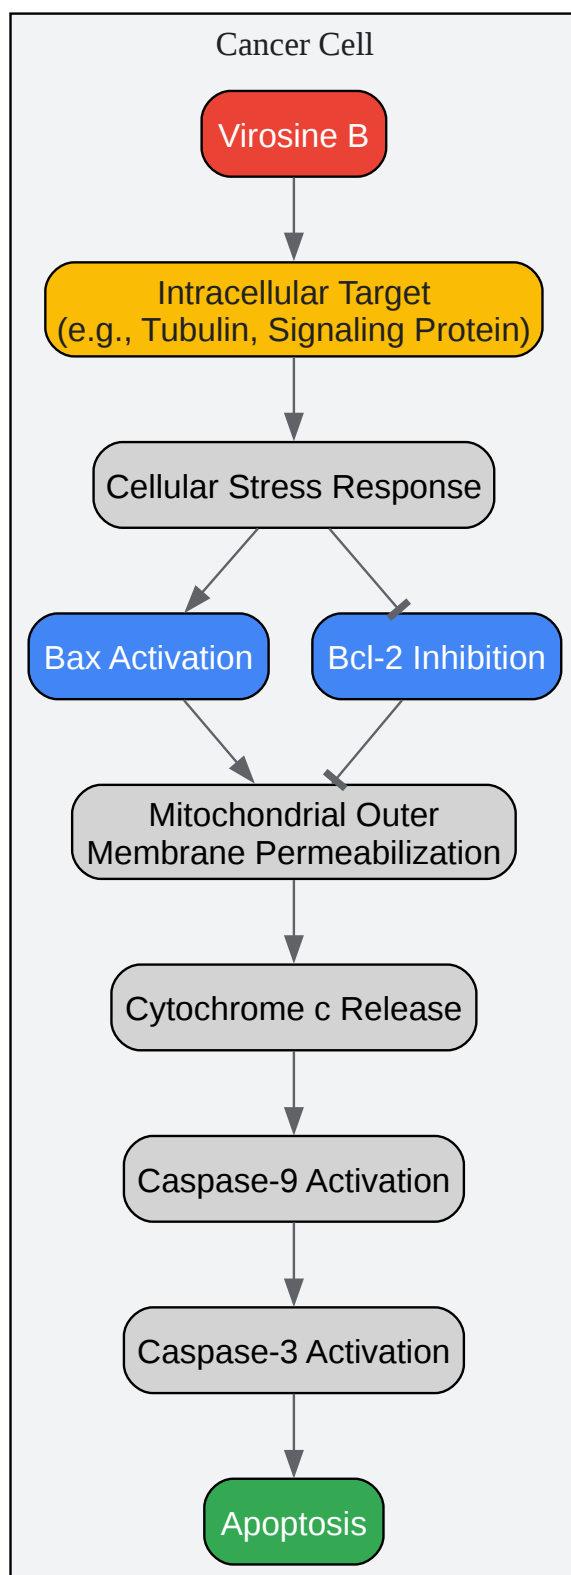 Cancer Cell
Virosine B
Intracellular Target
(e.g., Tubulin, Signaling Protein)
Cellular Stress Response
Bax Activation
Bcl-2 Inhibition
Mitochondrial Outer
Membrane Permeabilization
Cytochrome c Release
Caspase-9 Activation
Caspase-3 Activation
Apoptosis